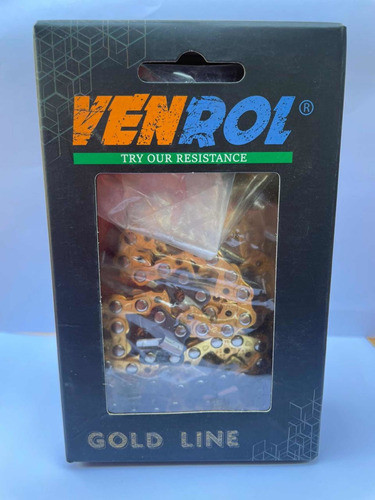 VENROL®
TRY OUR RESISTANCE
GOLD LINE